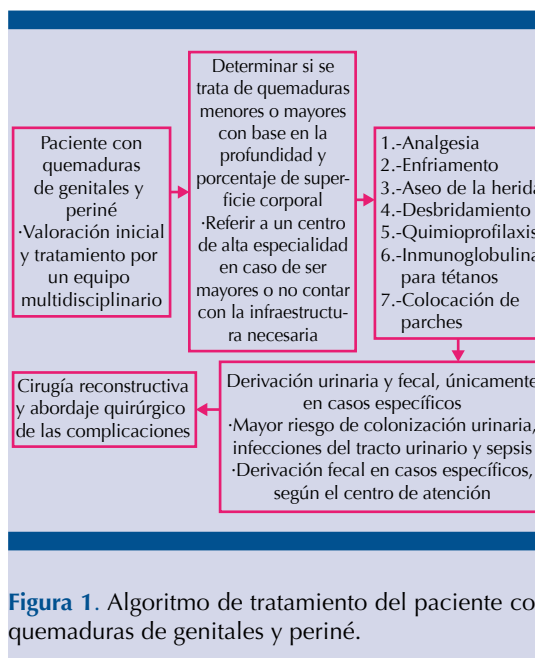 Paciente con
quemaduras
de genitales y
periné
·Valoración inicial
y tratamiento por
un equipo
multidisciplinario
Determinar si se
trata de quemaduras
menores o mayores
con base en la
profundidad y
porcentaje de super-
ficie corporal
·Referir a un centro
de alta especialidad
en caso de ser
mayores o no contar
con la infraestructu-
ra necesaria
1.-Analgesia
2.-Enfriamento
3.-Aseo de la herida
4.-Desbridamiento
5.-Quimioprofilaxis
6.-Inmunoglobulina
para tétanos
7.-Colocación de
parches
Derivación urinaria y fecal, únicamente
en casos específicos
·Mayor riesgo de colonización urinaria,
infecciones del tracto urinario y sepsis
·Derivación fecal en casos específicos,
según el centro de atención
Cirugía reconstructiva
y abordaje quirúrgico
de las complicaciones
Figura 1. Algoritmo de tratamiento del paciente co
quemaduras de genitales y periné.